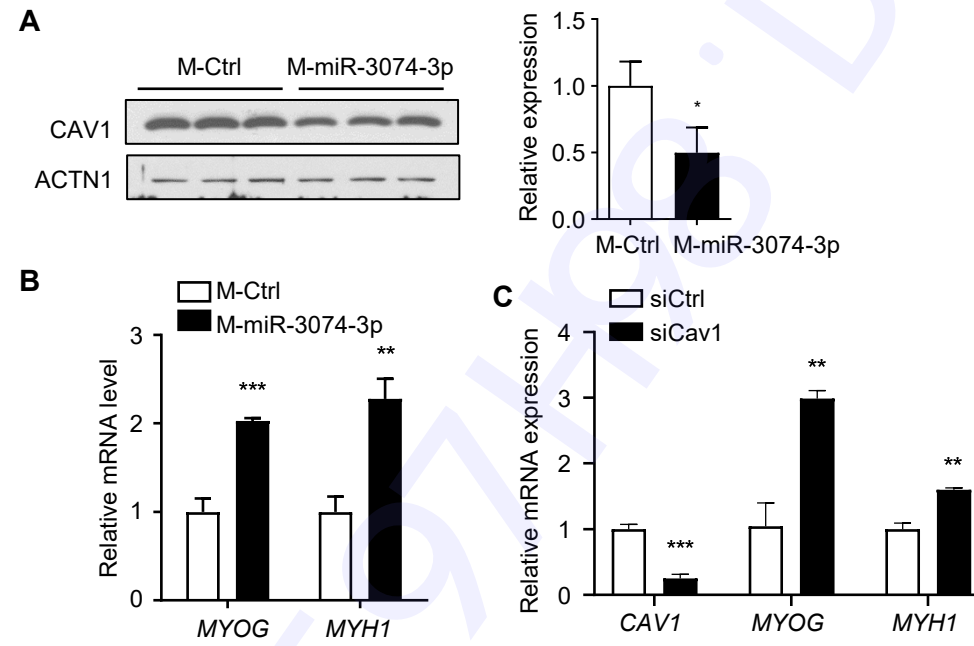 A
M-Ctrl M-miR-3074-3p
CAV1
ACTN1
Relative expression
1.5
1.0
0.5
0.0
*
M-Ctrl M-miR-3074-3p
B
M-Ctrl
M-miR-3074-3p
Relative mRNA level
3
2
1
0
***
**
MYOG MYH1
C
siCtrl
siCav1
Relative mRNA expression
4
3
2
1
0
***
**
**
CAV1 MYOG MYH1